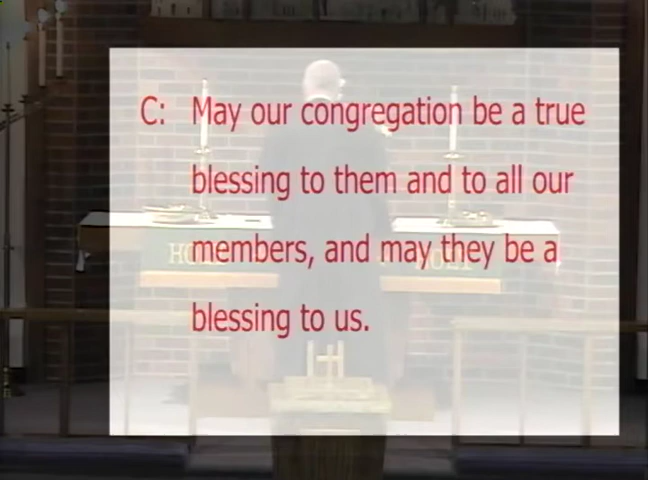 C: May our congregation be a true
blessing to them and to all our
members, and may they be a
blessing to us.
HOLY